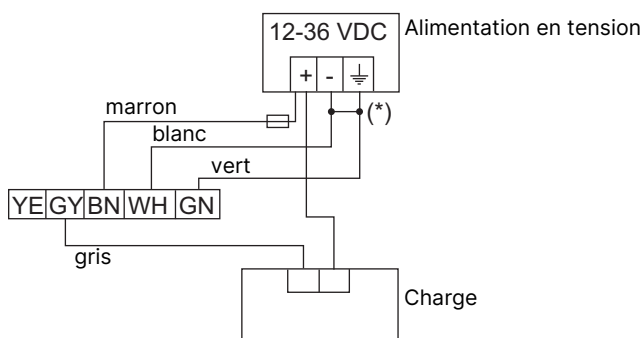 12-36 VDC Alimentation en tension
+ -
marron
(*)
blanc
vert
YE GY BN WH GN
gris
Charge